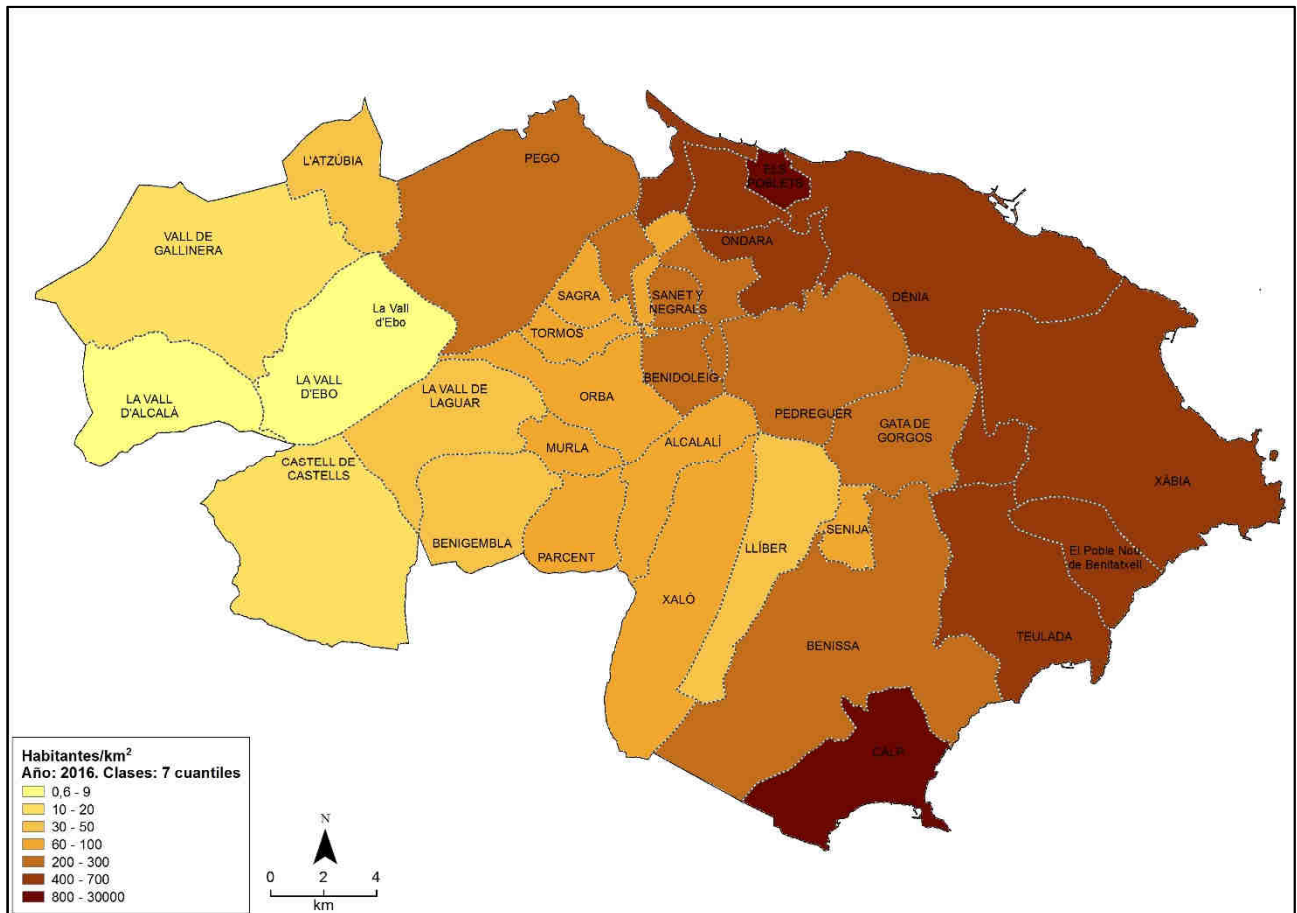 L'ATZÚBIA
PEGO
ELS
POBLETS
VALL DE
GALLINERA
ONDARA
SAGRA
SANET Y
NEGRALS
DÉNIA
La Vall
d'Ebo
TORMOS
LA VALL
D'EBO
LA VALL
D'ALCALÀ
LA VALL DE
LAGUAR
BENIDOLEIG
ORBA
PEDREGUER
GATA DE
GORGOS
MURLA
ALCALALÍ
CASTELL DE
CASTELLS
XÀBIA
BENIGEMBLA
PARCENT
LLÍBER
SENIJA
El Poble Nou
de Benitatxell
XALÓ
TEULADA
BENISSA
CALP
Habitantes/km²
Año: 2016. Clases: 7 cuantiles
0,6 - 9
10 - 20
30 - 50
60 - 100
200 - 300
400 - 700
800 - 30000
N
0 2 4
km